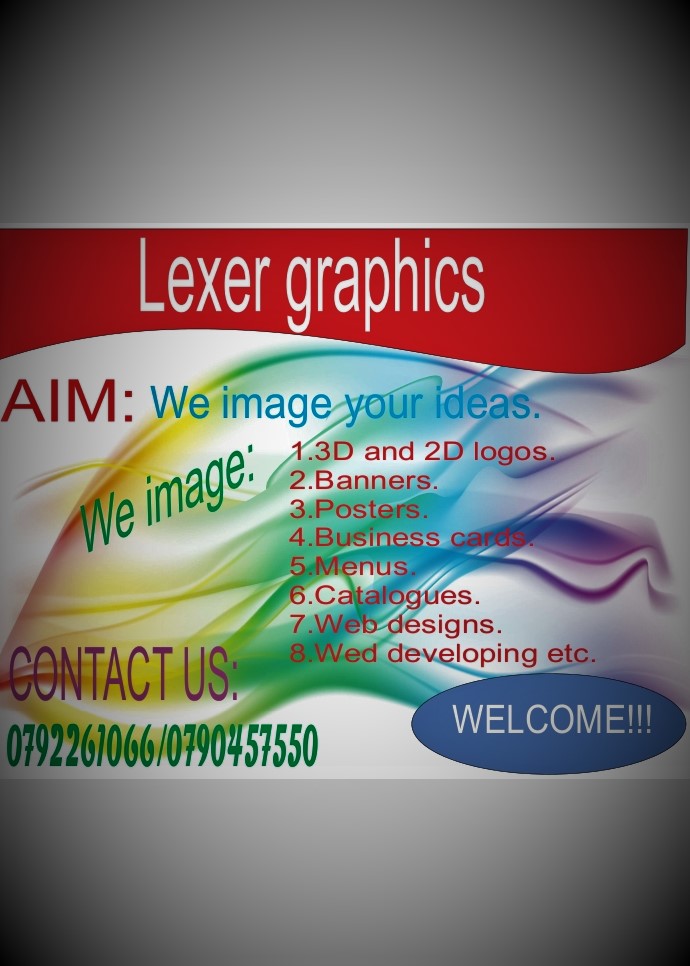 Lexer graphics
AIM: We image your ideas.
We image:
1.3D and 2D logos.
2.Banners.
3.Posters.
4.Business cards.
5.Menus.
6.Catalogues.
7.Web designs.
8.Wed developing etc.
CONTACT US:
0792261066/0790457550
WELCOME!!!